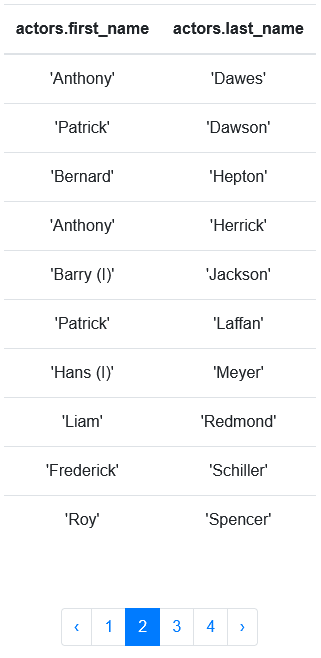 actors.first_name actors.last_name
'Anthony' 'Dawes'
'Patrick' 'Dawson'
'Bernard' 'Hepton'
'Anthony' 'Herrick'
'Barry (I)' 'Jackson'
'Patrick' 'Laffan'
'Hans (I)' 'Meyer'
'Liam' 'Redmond'
'Frederick' 'Schiller'
'Roy' 'Spencer'
‹ 1 2 3 4 ›